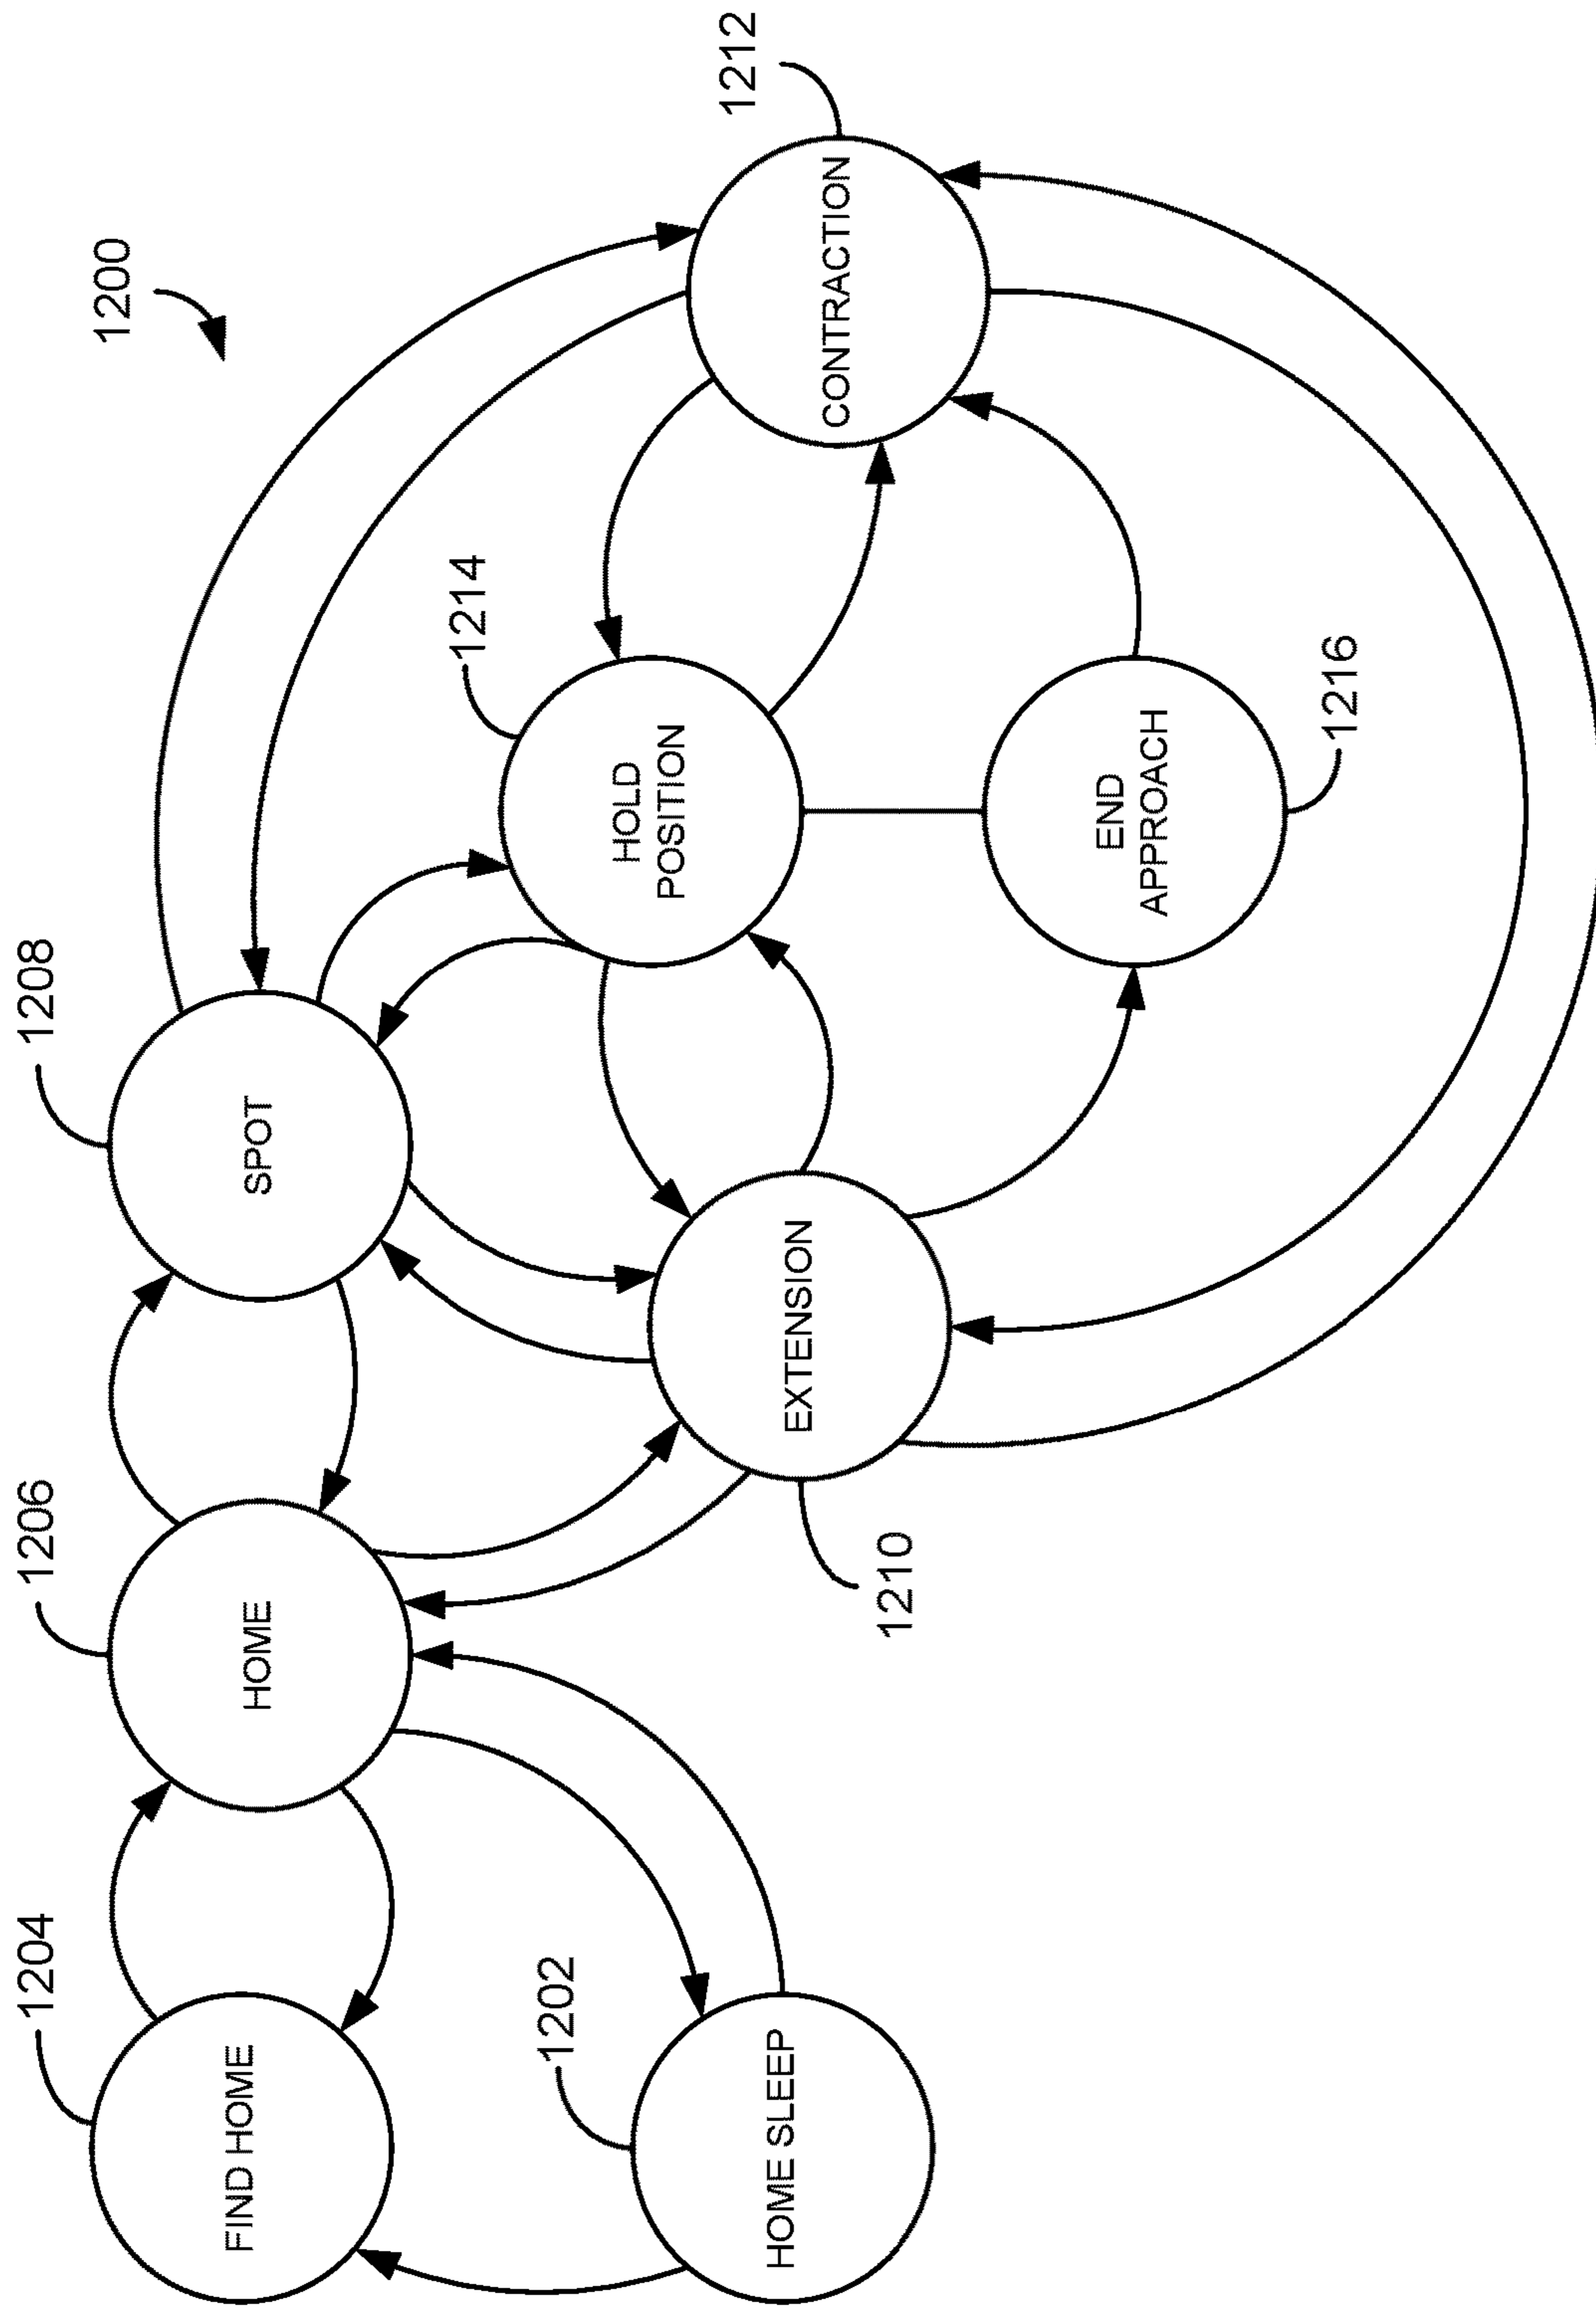 1200
1204
FIND HOME
1206
HOME
1208
SPOT
1202
HOME SLEEP
1210
EXTENSION
1214
HOLD
POSITION
1212
CONTRACTION
END
APPROACH
1216